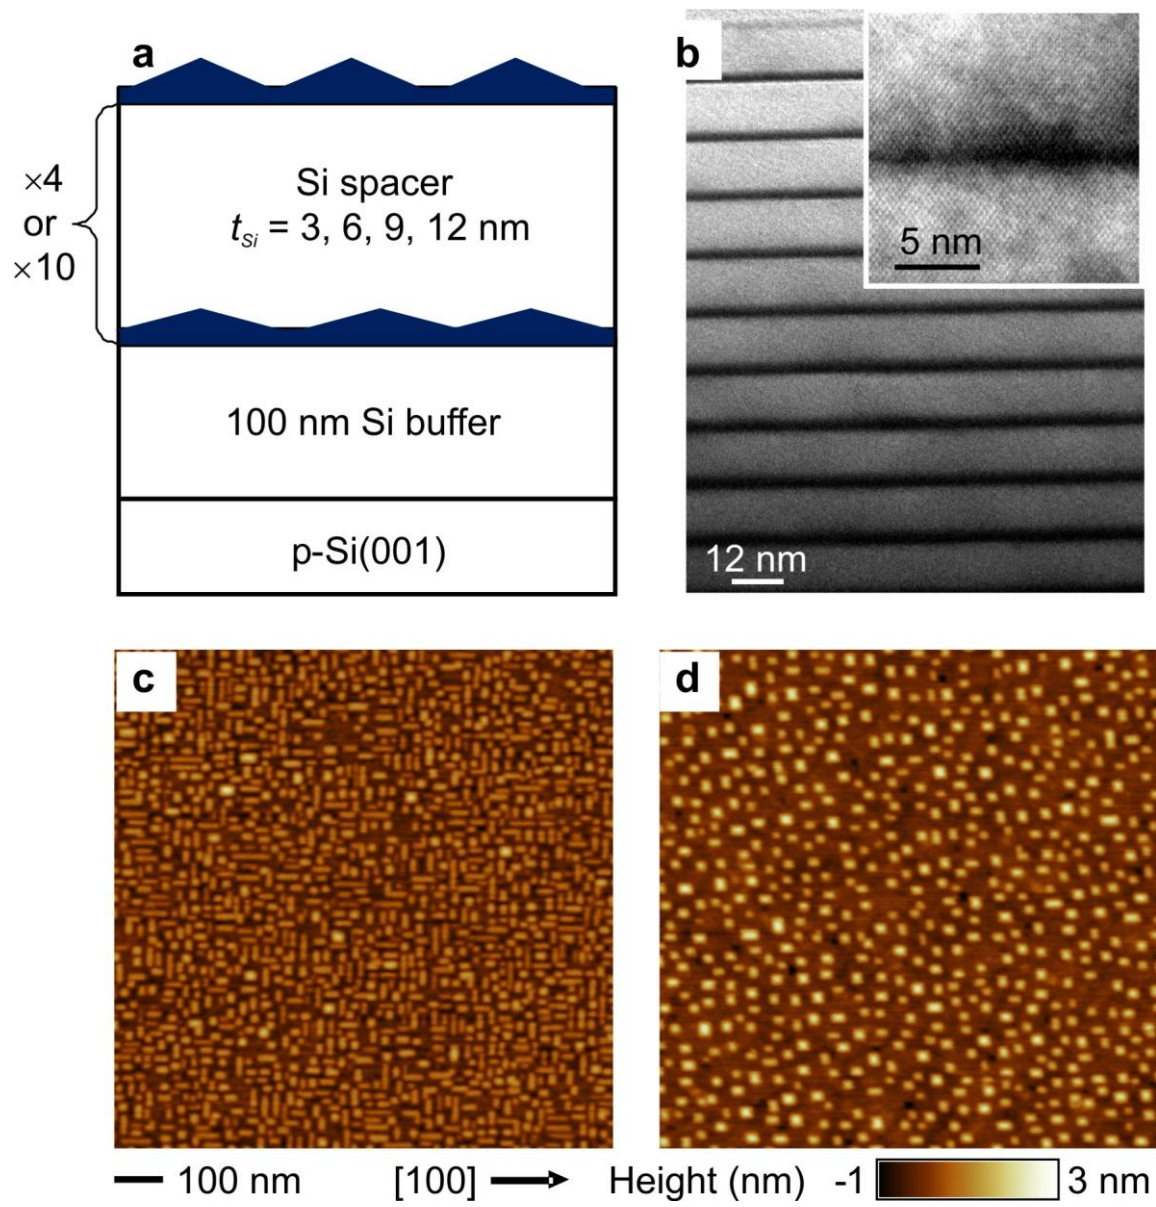 a
×4
or
×10
Si spacer
tSi = 3, 6, 9, 12 nm
100 nm Si buffer
p-Si(001)
b
5 nm
12 nm
c
d
100 nm
[100]
Height (nm)
-1
3 nm